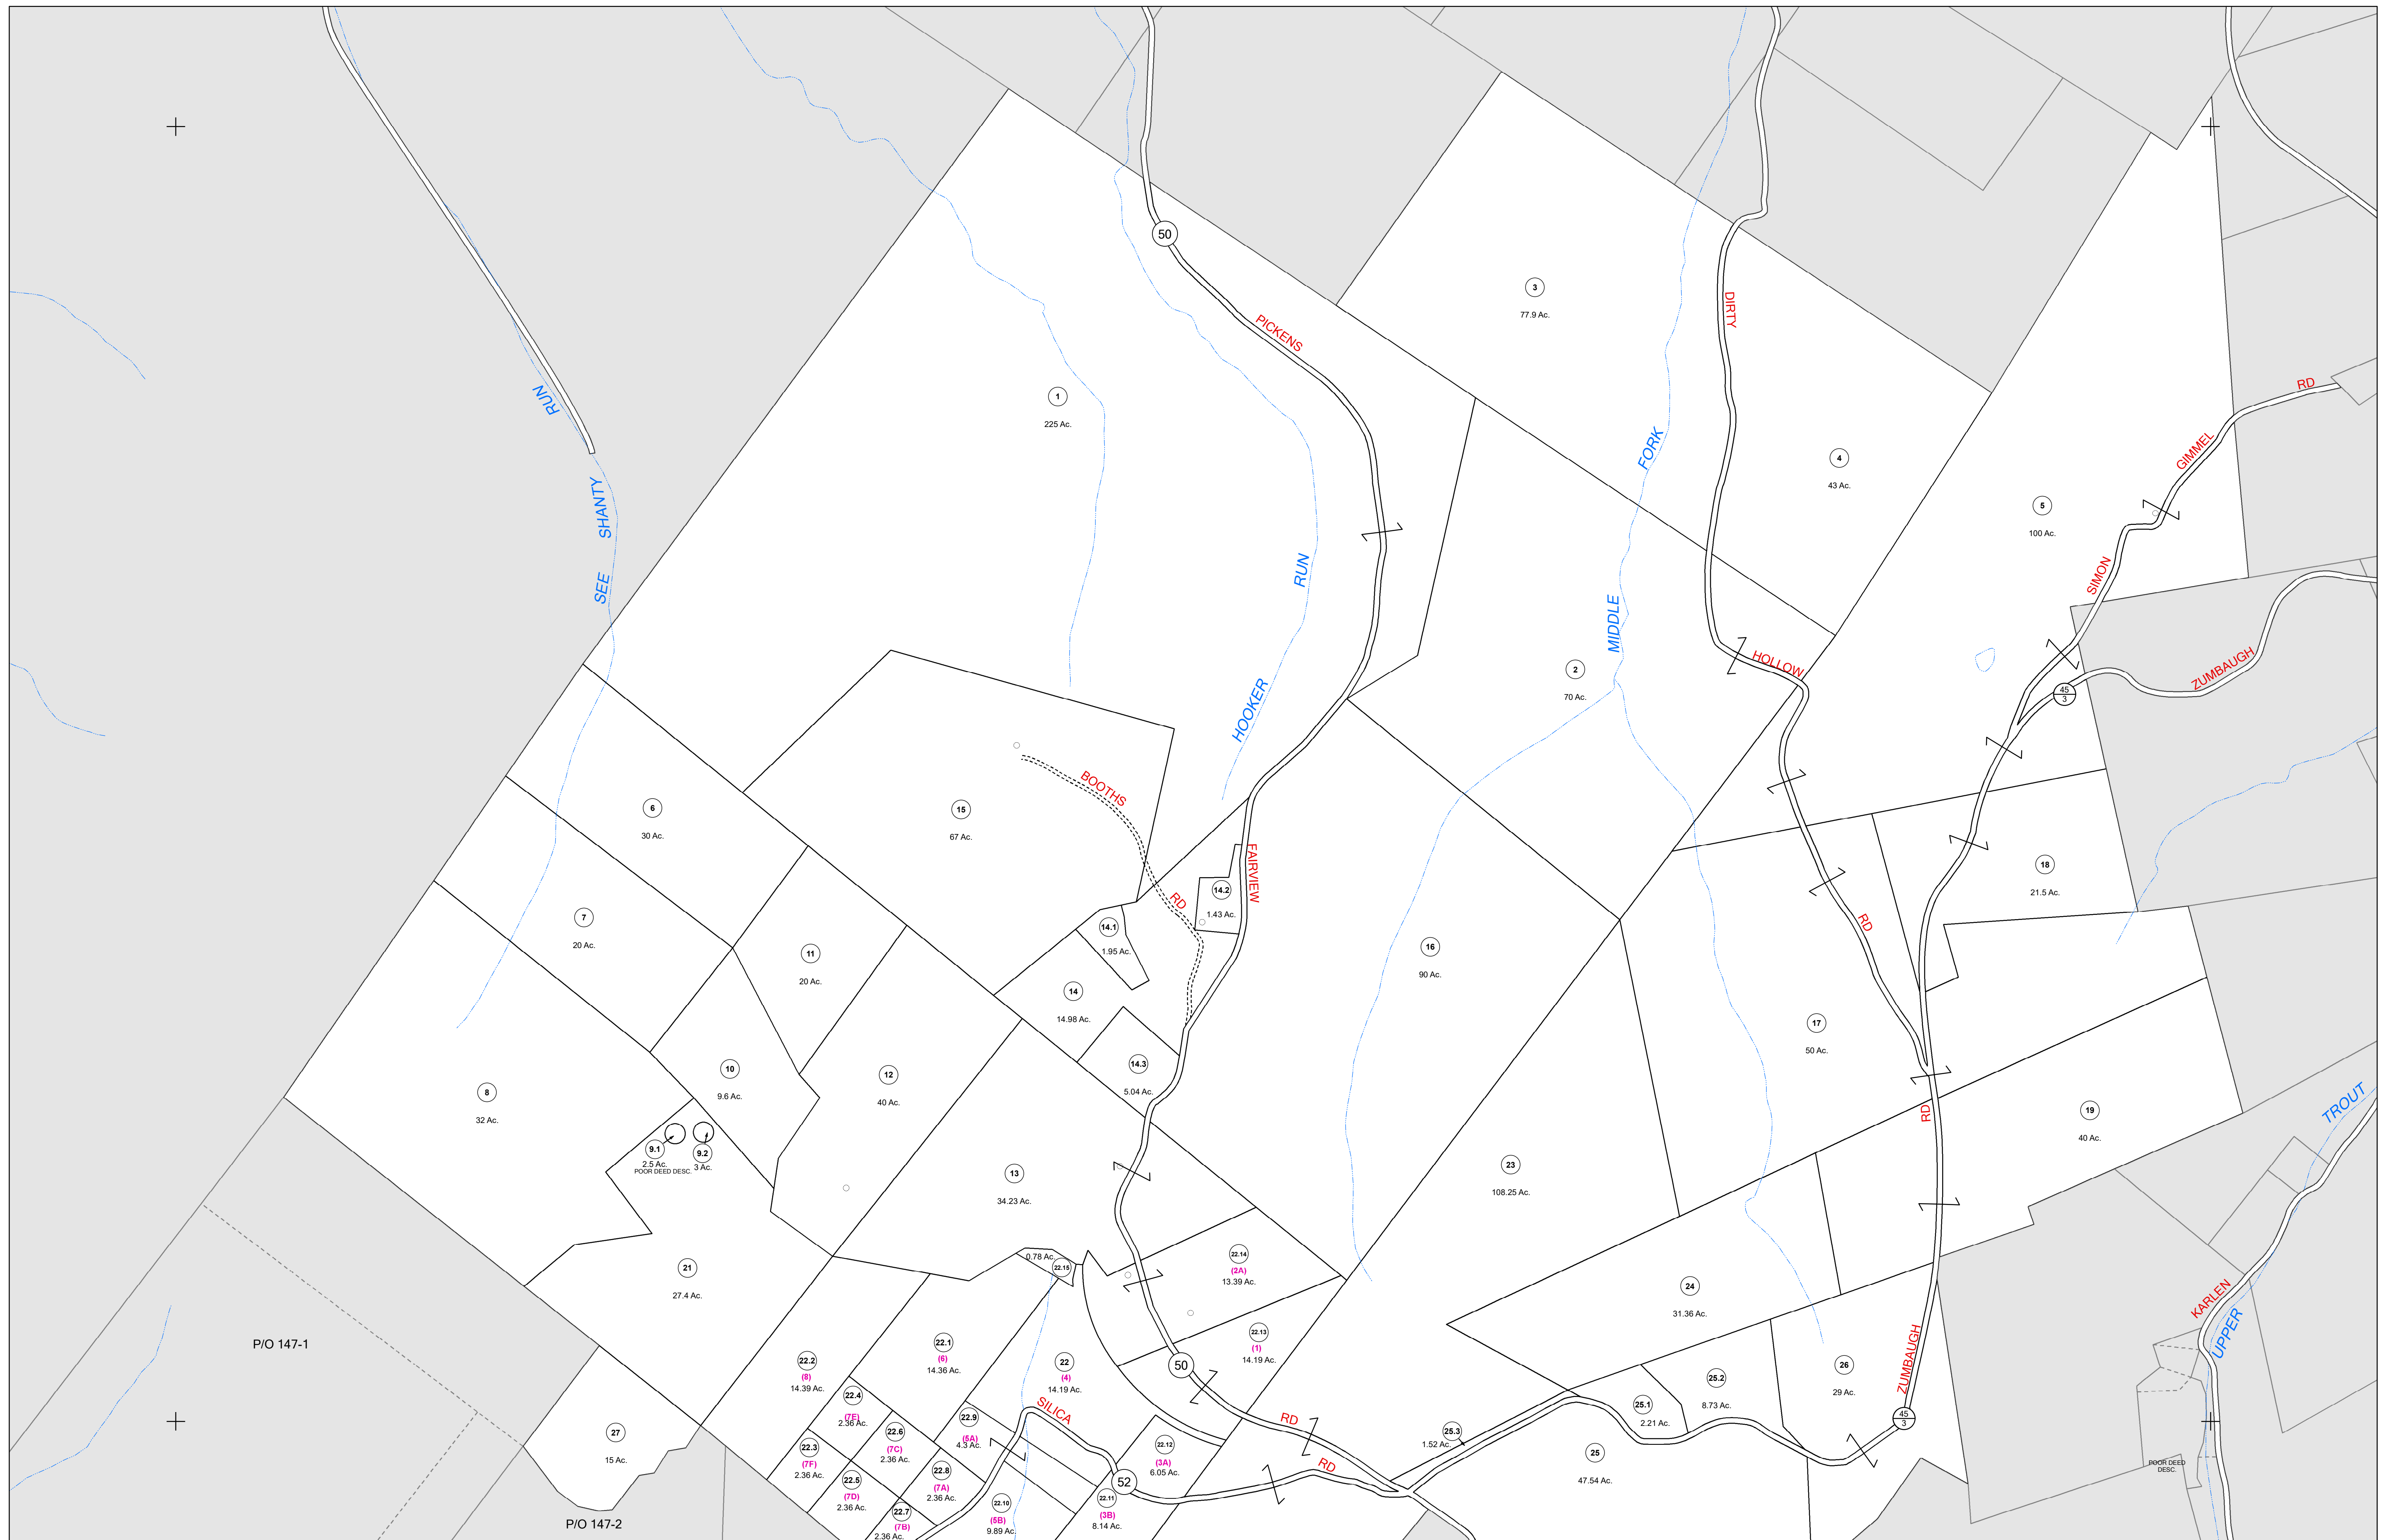 50
3
77.9 Ac.
PICKENS
DIRTY
RUN
1
225 Ac.
RD
GIMMEL
FORK
4
43 Ac.
SHANTY
5
100 Ac.
SEE
RUN
SIMON
MIDDLE
HOLLOW
2
70 Ac.
ZUMBAUGH
45
3
HOOKER
BOOTHS
6
30 Ac.
15
67 Ac.
FAIRVIEW
14.2
1.43 Ac.
18
21.5 Ac.
RD
RD
7
20 Ac.
14.1
1.95 Ac.
16
90 Ac.
11
20 Ac.
14
14.98 Ac.
17
50 Ac.
14.3
5.04 Ac.
10
9.6 Ac.
12
40 Ac.
8
32 Ac.
RD
19
40 Ac.
TROUT
9.1
2.5 Ac.
POOR DEED DESC.
9.2
3 Ac.
13
34.23 Ac.
23
108.25 Ac.
0.78 Ac.
22.15
22.14
(2A)
13.39 Ac.
21
27.4 Ac.
24
31.36 Ac.
KARLEN
UPPER
P/O 147-1
22.1
(6)
14.36 Ac.
22.13
(1)
14.19 Ac.
22.2
(8)
14.39 Ac.
22
(4)
14.19 Ac.
50
26
29 Ac.
ZUMBAUGH
25.2
8.73 Ac.
22.4
(7E)
2.36 Ac.
25.1
2.21 Ac.
SILICA
22.9
(5A)
4.3 Ac.
RD
45
3
27
15 Ac.
22.6
(7C)
2.36 Ac.
25.3
1.52 Ac.
22.3
(7F)
2.36 Ac.
22.12
(3A)
6.05 Ac.
RD
25
47.54 Ac.
22.5
(7D)
2.36 Ac.
22.8
(7A)
2.36 Ac.
52
POOR DEED
DESC.
22.7
(7B)
2.36 Ac.
22.10
(5B)
9.89 Ac.
22.11
(3B)
8.14 Ac.
P/O 147-2